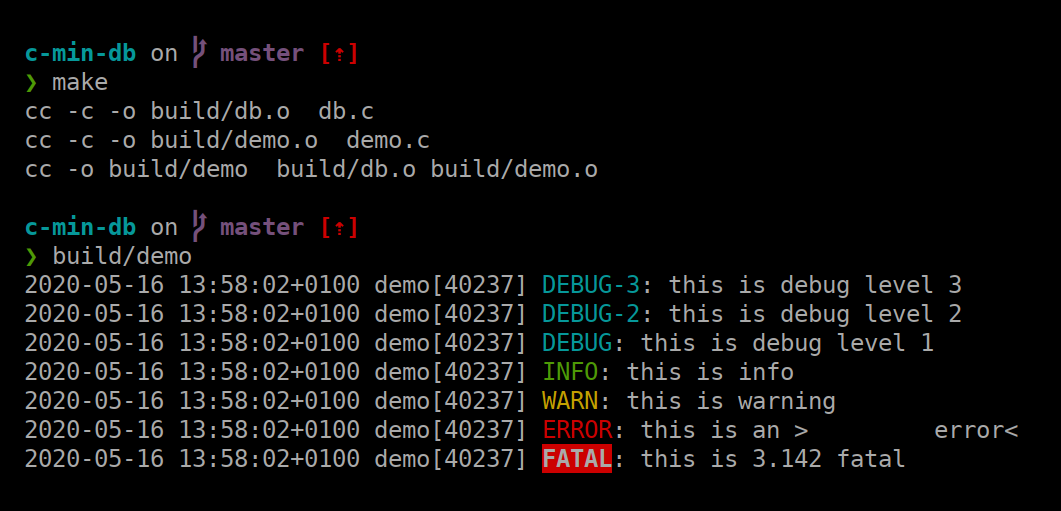 c-min-db on master [⇡]
❯ make
cc -c -o build/db.o  db.c
cc -c -o build/demo.o  demo.c
cc -o build/demo  build/db.o build/demo.o
c-min-db on master [⇡]
❯ build/demo
2020-05-16 13:58:02+0100 demo[40237] DEBUG-3: this is debug level 3
2020-05-16 13:58:02+0100 demo[40237] DEBUG-2: this is debug level 2
2020-05-16 13:58:02+0100 demo[40237] DEBUG: this is debug level 1
2020-05-16 13:58:02+0100 demo[40237] INFO: this is info
2020-05-16 13:58:02+0100 demo[40237] WARN: this is warning
2020-05-16 13:58:02+0100 demo[40237] ERROR: this is an >         error<
2020-05-16 13:58:02+0100 demo[40237] FATAL: this is 3.142 fatal